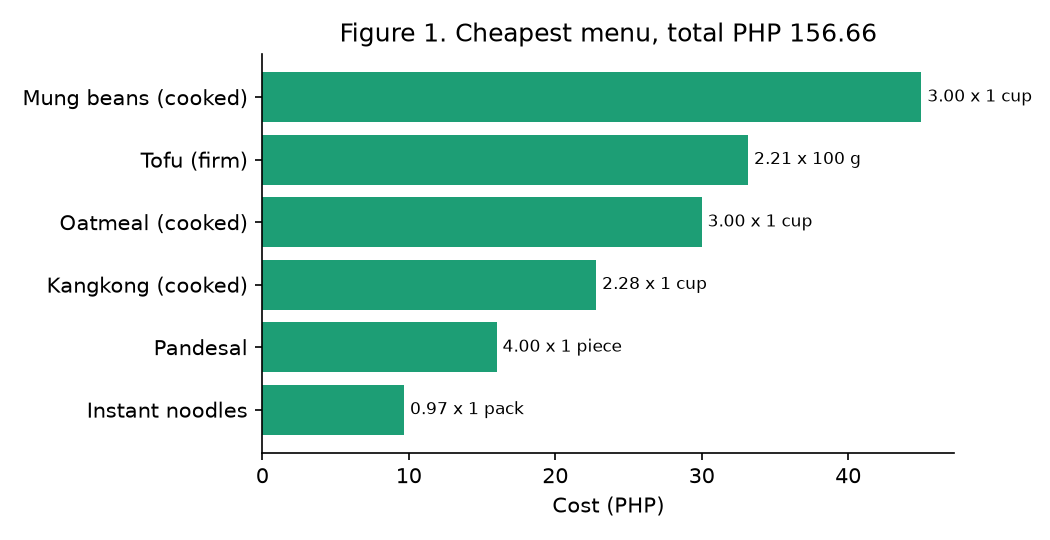 Figure 1. Cheapest menu, total PHP 156.66
Mung beans (cooked) 3.00 x 1 cup
Tofu (firm) 2.21 x 100 g
Oatmeal (cooked) 3.00 x 1 cup
Kangkong (cooked) 2.28 x 1 cup
Pandesal 4.00 x 1 piece
Instant noodles 0.97 x 1 pack
0 10 20 30 40
Cost (PHP)